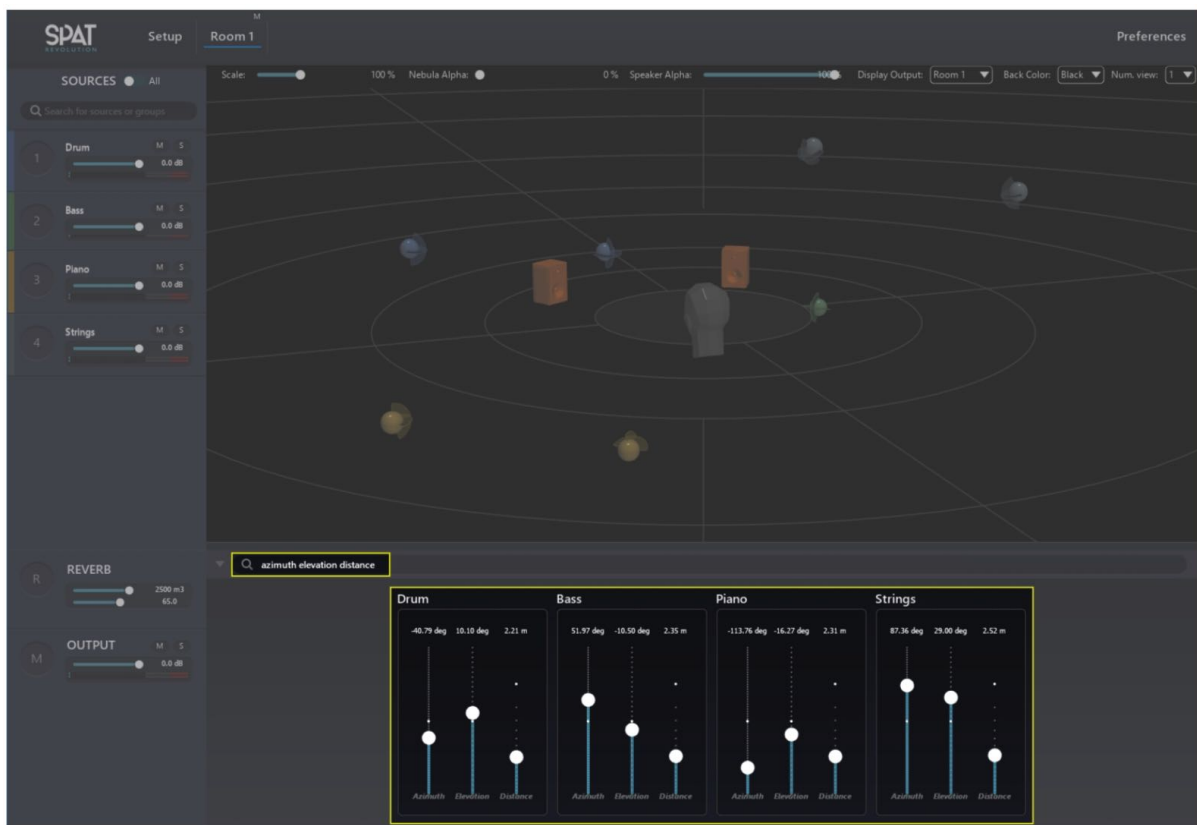 M
SPAT Setup Room 1 Preferences
REVOLUTION
SOURCES All
Scale: 100 % Nebula Alpha: 0 % Speaker Alpha: 100% Display Output: Room 1 Back Color: Black Num. view: 1
Search for sources or groups
1 Drum M S
0.0 dB
2 Bass M S
0.0 dB
3 Piano M S
0.0 dB
4 Strings M S
0.0 dB
R REVERB
2500 m3
65.0
M OUTPUT M S
0.0 dB
azimuth elevation distance
Drum Bass Piano Strings
-40.79 deg 10.10 deg 2.21 m 51.97 deg -10.50 deg 2.35 m -113.76 deg -16.27 deg 2.31 m 87.36 deg 29.00 deg 2.52 m
Azimuth Elevation Distance Azimuth Elevation Distance Azimuth Elevation Distance Azimuth Elevation Distance